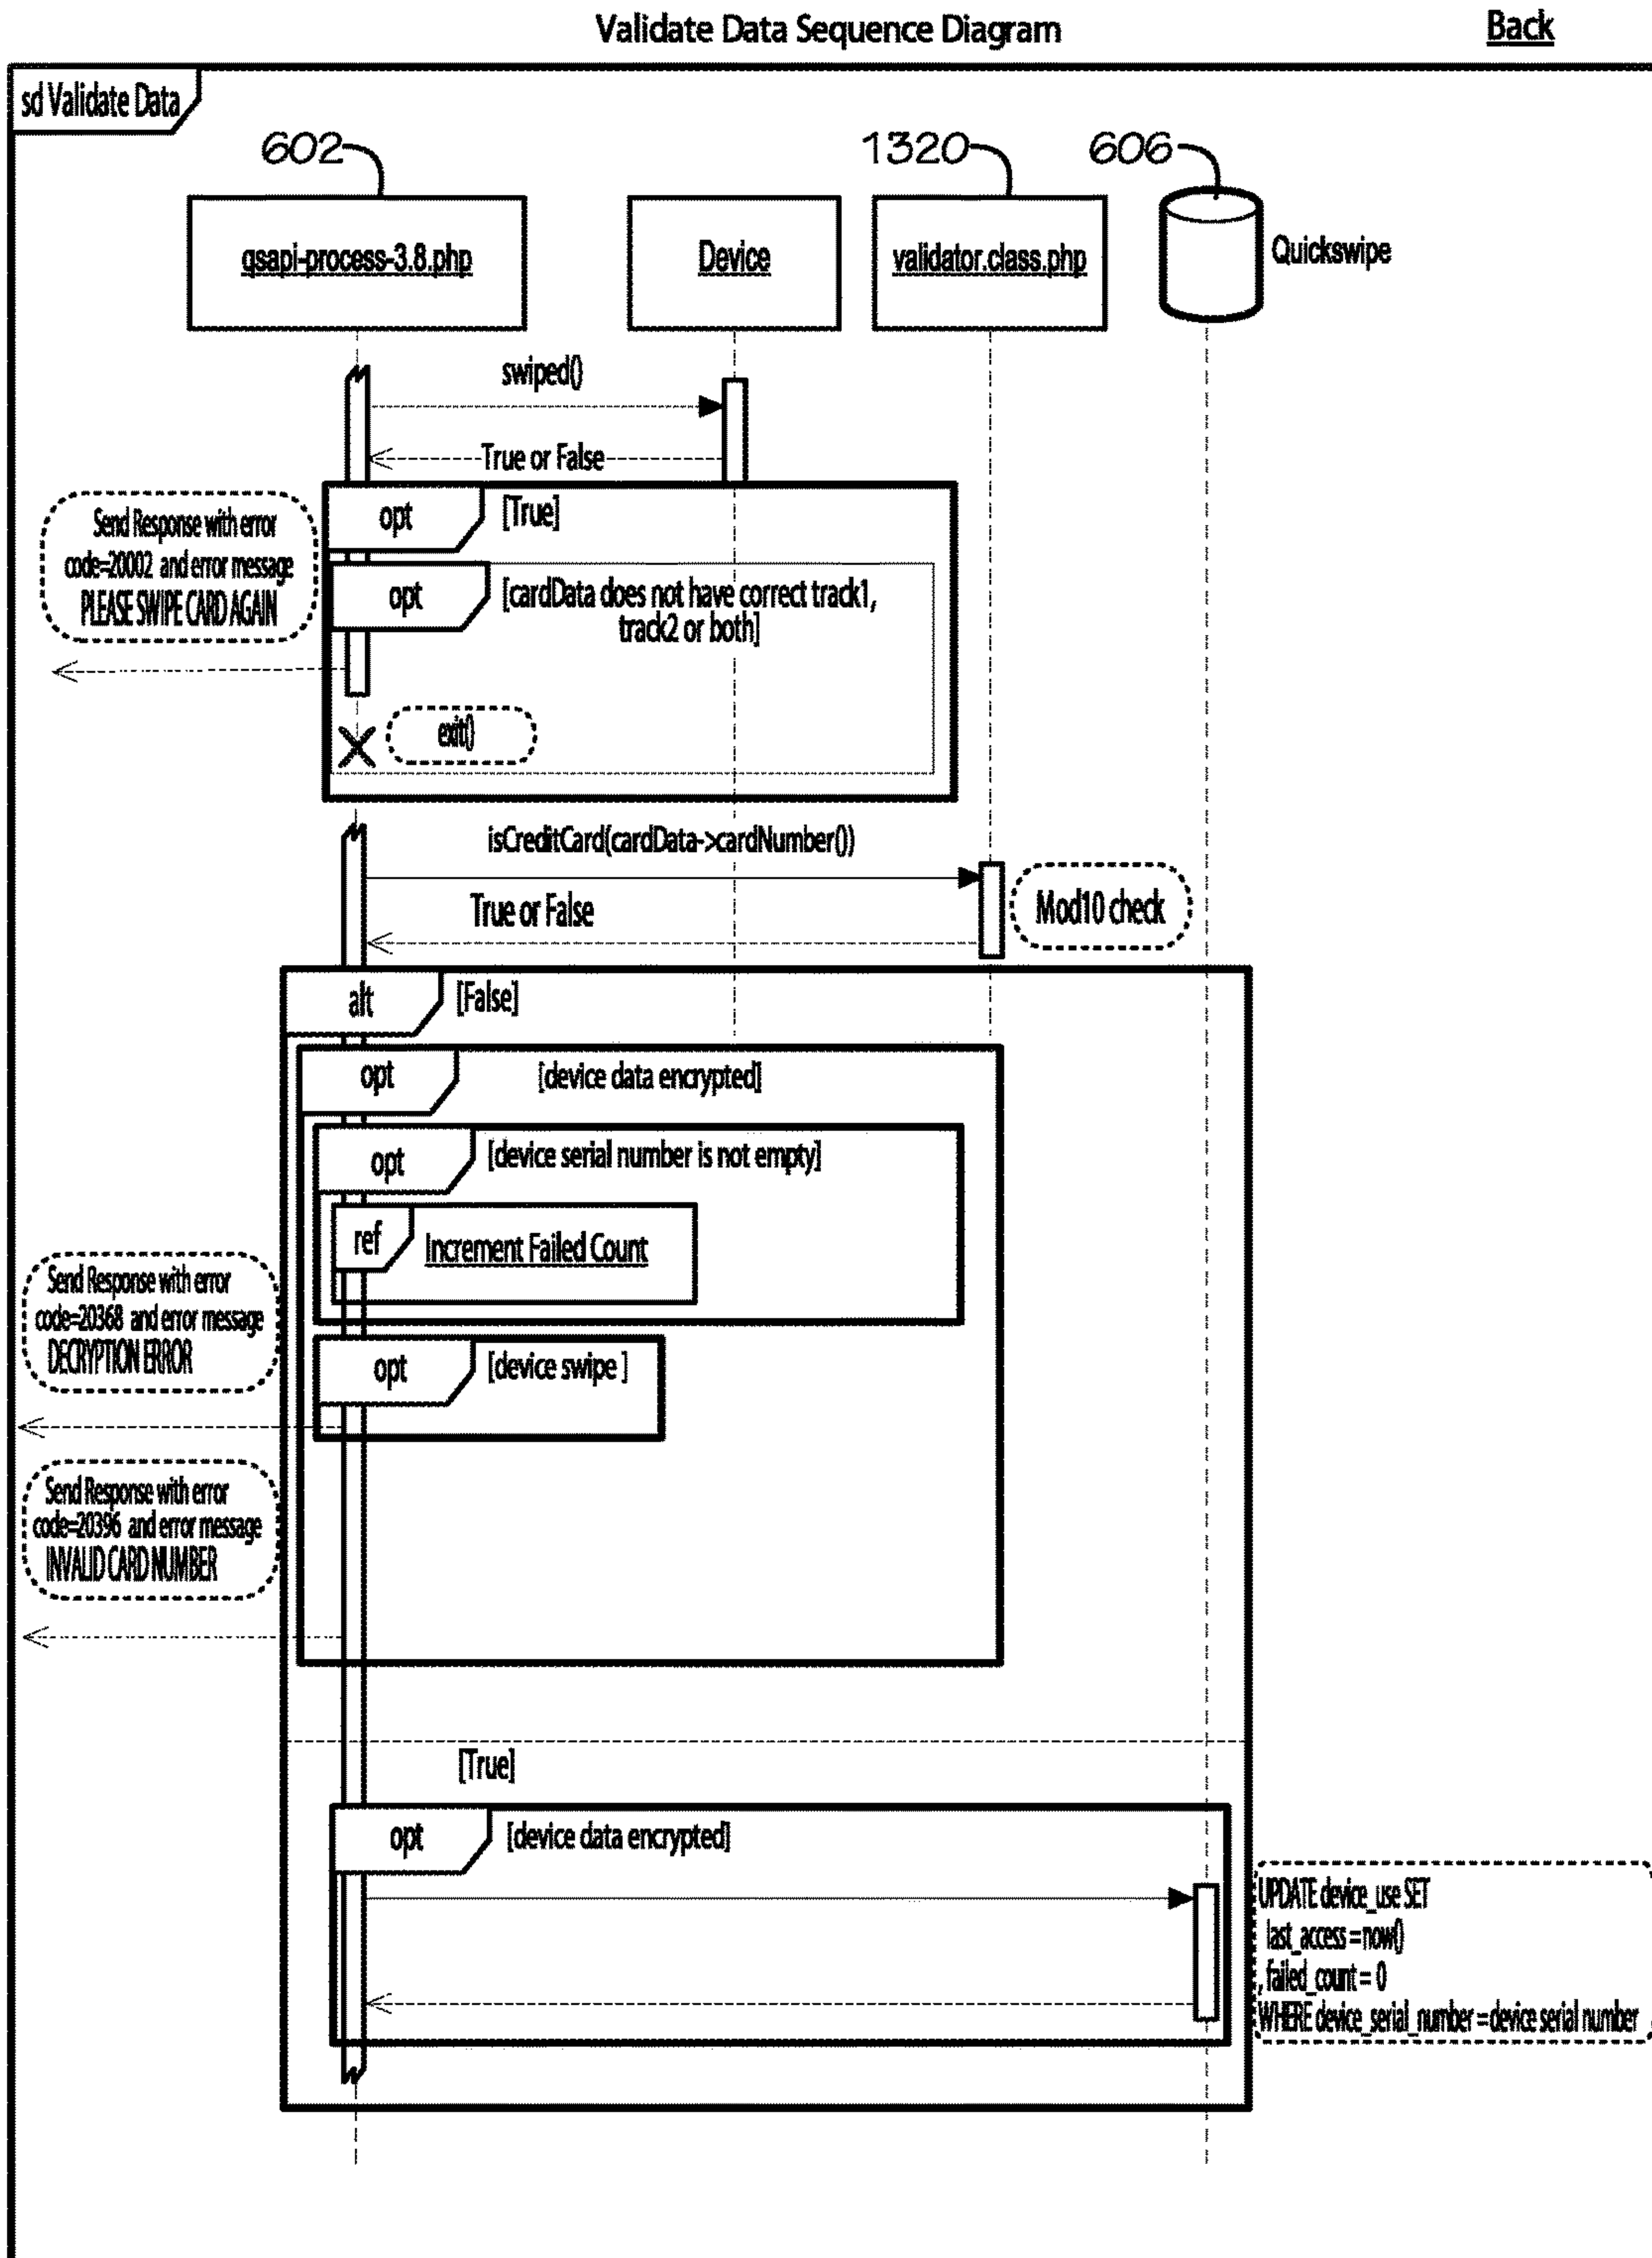 Validate Data Sequence Diagram
Back
sd Validate Data
602
1320
606
qsapi-process-3.8.php
Device
validator.class.php
Quickswipe
swiped()
True or False
opt
[True]
Send Response with error
code=20002 and error message
PLEASE SWIPE CARD AGAIN
opt
[cardData does not have correct track1,
track2 or both]
exit()
isCreditCard(cardData->cardNumber())
True or False
Mod10 check
alt
[False]
opt
[device data encrypted]
opt
[device serial number is not empty]
ref
Increment Failed Count
Send Response with error
code=20368 and error message
DECRYPTION ERROR
opt
[device swipe ]
Send Response with error
code=20396 and error message
INVALID CARD NUMBER
[True]
opt
[device data encrypted]
UPDATE device_use SET
last_access = now()
, failed_count = 0
WHERE device_serial_number = device serial number